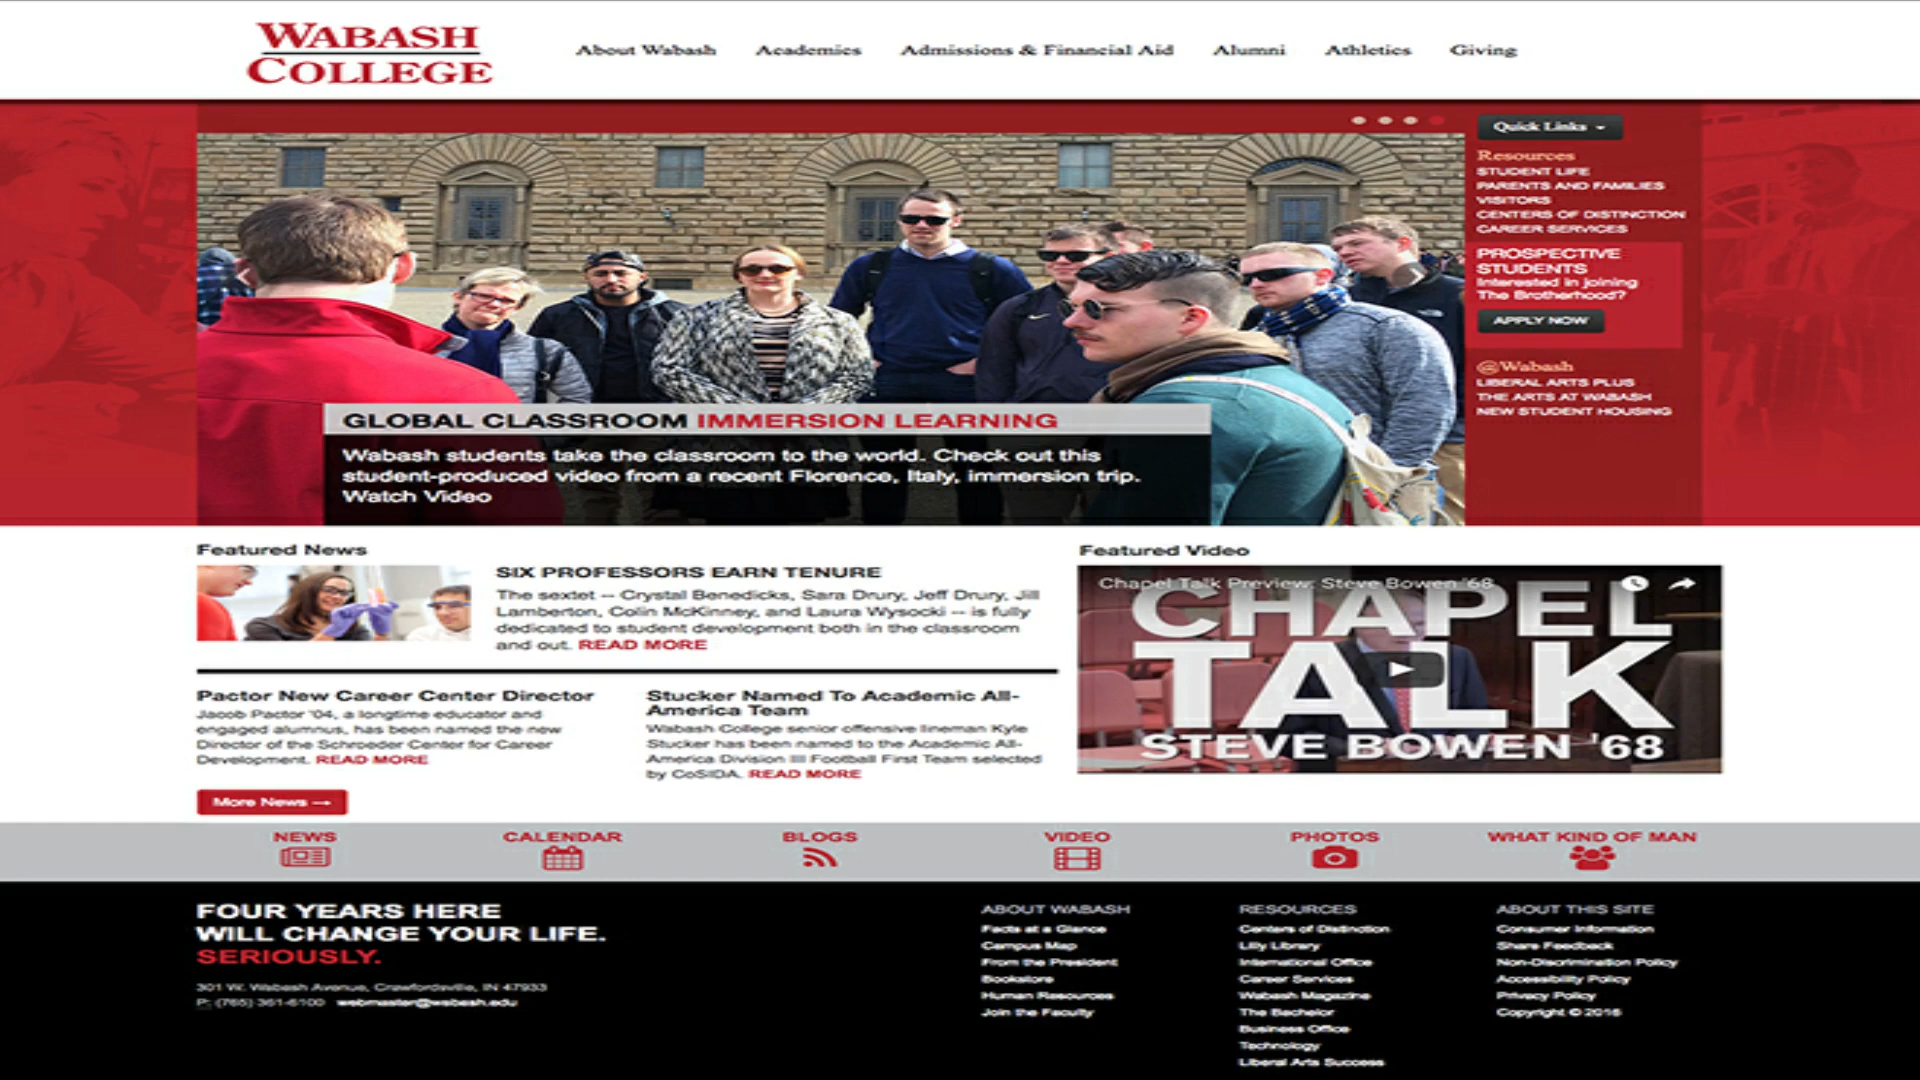 WABASH
COLLEGE
About Wabash
Academics
Admissions & Financial Aid
Alumni
Athletics
Giving
Quick Links
Resources
STUDENT LIFE
PARENTS AND FAMILIES
VISITORS
CENTERS OF DISTINCTION
CAREER SERVICES
PROSPECTIVE
STUDENTS
Interested in joining
The Brotherhood?
APPLY NOW
@Wabash
LIBERAL ARTS PLUS
THE ARTS AT WABASH
NEW STUDENT HOUSING
GLOBAL CLASSROOM IMMERSION LEARNING
Wabash students take the classroom to the world. Check out this
student-produced video from a recent Florence, Italy, immersion trip.
Watch Video
Featured News
SIX PROFESSORS EARN TENURE
The sextet -- Crystal Benedicks, Sara Drury, Jeff Drury, Jill
Lamberton, Colin McKinney, and Laura Wysocki -- is fully
dedicated to student development both in the classroom
and out. READ MORE
Pactor New Career Center Director
Jacob Pactor '04, a longtime educator and
engaged alumnus, has been named the new
Director of the Schroeder Center for Career
Development. READ MORE
Stucker Named To Academic All-
America Team
Wabash College senior offensive lineman Kyle
Stucker has been named to the Academic All-
America Division III Football First Team selected
by CoSIDA. READ MORE
More News →
Featured Video
Chapel Talk Preview: Steve Bowen '68
CHAPEL
TALK
STEVE BOWEN '68
NEWS
CALENDAR
BLOGS
VIDEO
PHOTOS
WHAT KIND OF MAN
FOUR YEARS HERE
WILL CHANGE YOUR LIFE.
SERIOUSLY.
301 W. Wabash Avenue, Crawfordsville, IN 47933
P: (765) 361-6100 webmaster@wabash.edu
ABOUT WABASH
Facts at a Glance
Campus Map
From the President
Bookstore
Human Resources
Join the Faculty
RESOURCES
Centers of Distinction
Lilly Library
International Office
Career Services
Wabash Magazine
The Bachelor
Business Office
Technology
Liberal Arts Success
ABOUT THIS SITE
Consumer Information
Share Feedback
Non-Discrimination Policy
Accessibility Policy
Privacy Policy
Copyright © 2016